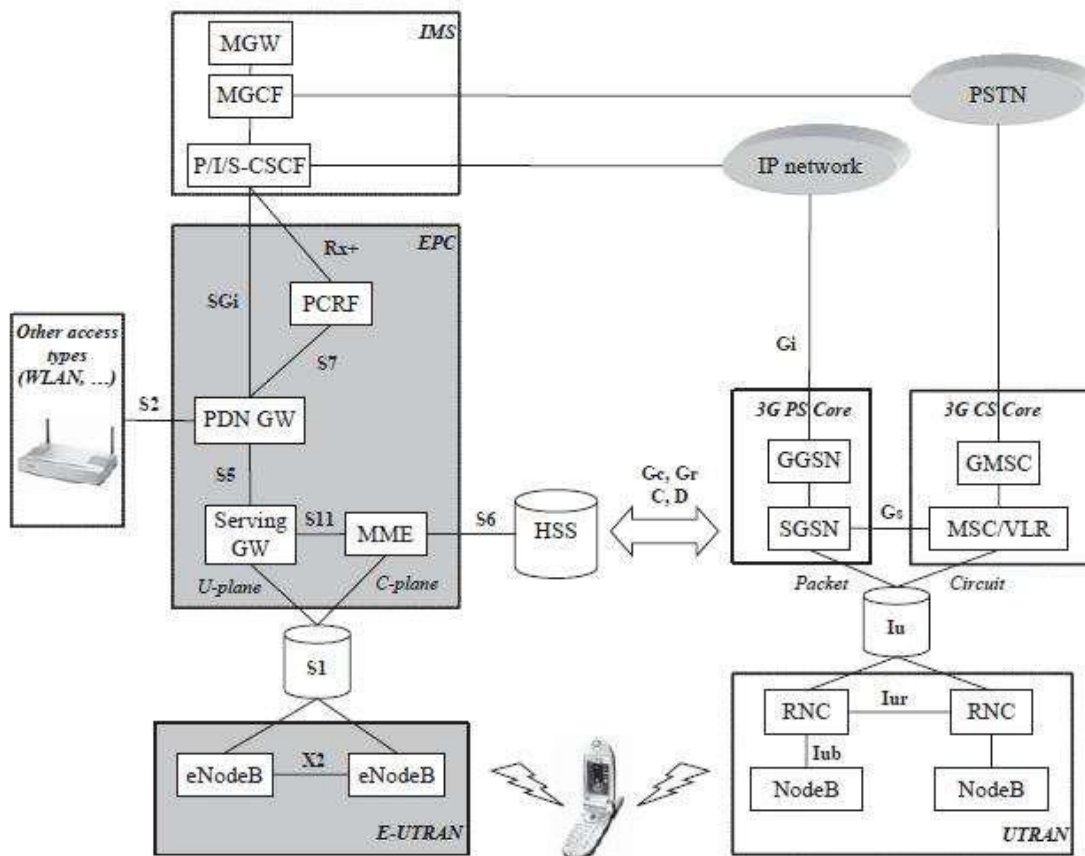 IMS
MGW
MGCF
PSTN
P/I/S-CSCF
IP network
EPC
Rx+
SGi
PCRF
Other access
types
(WLAN, ...)
S7
Gi
S2
PDN GW
3G PS Core
3G CS Core
S5
GGSN
GMSC
Gc, Gr
C, D
Serving
GW
S11
MME
S6
HSS
SGSN
Gs
MSC/VLR
U-plane
C-plane
Packet
Circuit
Iu
S1
RNC
Iur
RNC
X2
Iub
eNodeB
eNodeB
NodeB
NodeB
E-UTRAN
UTRAN